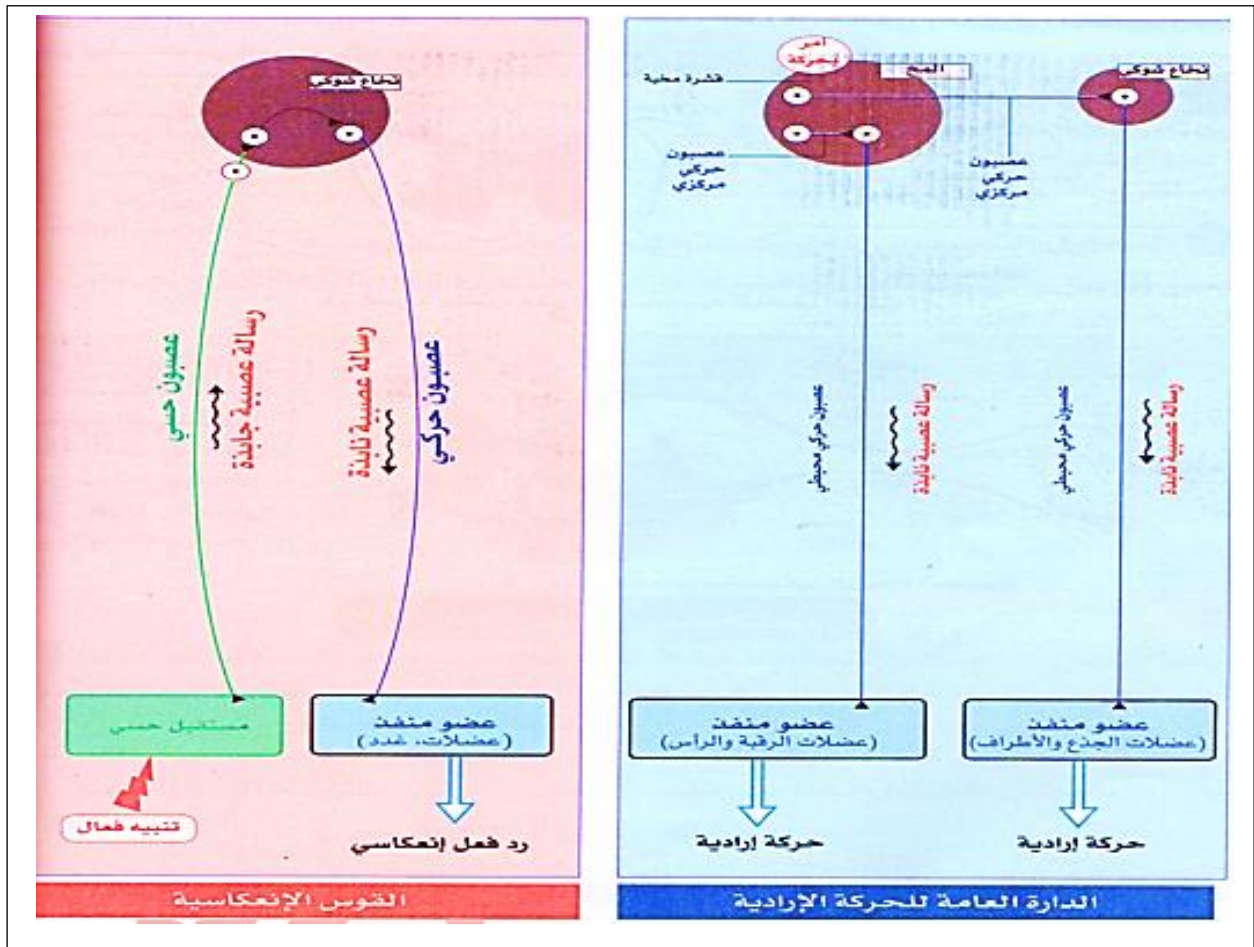 أمر
بحركة
المخ
قشرة مخية
نخاع شوكي
عصبون
حركي
مركزي
عصبون
حركي
مركزي
عصبون حركي محيطي
رسالة عصبية نابذة
عصبون حركي محيطي
رسالة عصبية نابذة
عضو منفذ
(عضلات الجذع والأطراف)
عضو منفذ
(عضلات الرقبة والرأس)
حركة إرادية
حركة إرادية
الدارة العامة للحركة الإرادية
نخاع شوكي
عصبون حسي
رسالة عصبية جابذة
رسالة عصبية نابذة
عصبون حركي
عضو منفذ
(عضلات، غدد)
مستقبل حسي
تنبيه فعال
رد فعل إنعكاسي
القوس الإنعكاسية